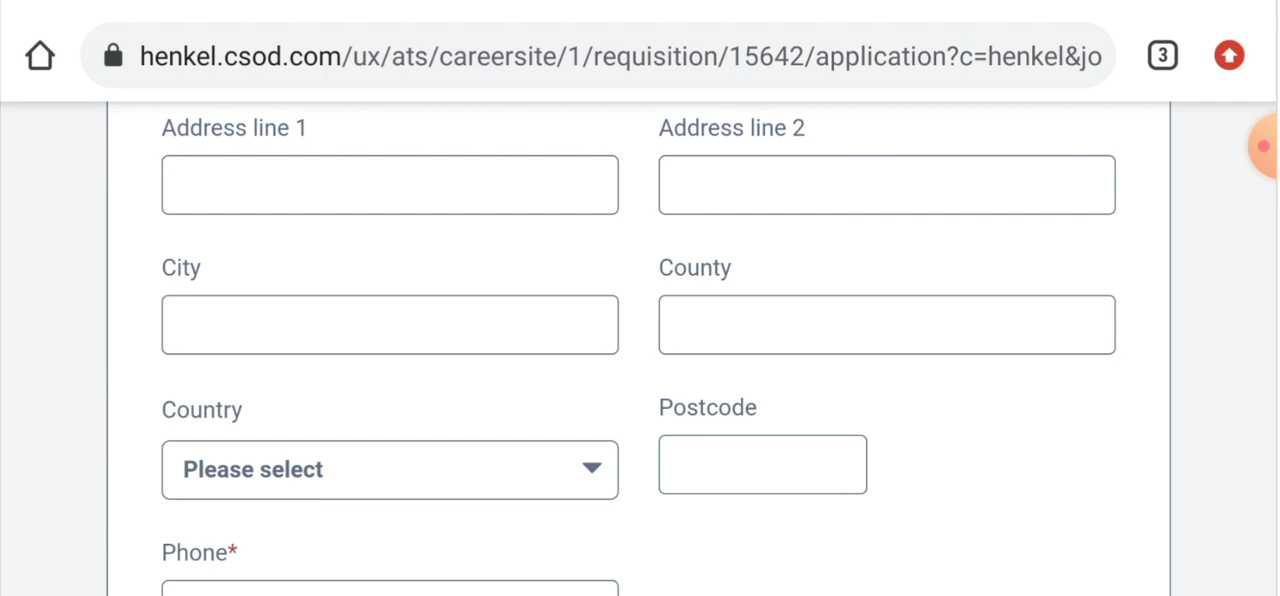 henkel.csod.com/ux/ats/careersite/1/requisition/15642/application?c=henkel&jo 3
Address line 1 Address line 2
City County
Country Postcode
Please select
Phone*